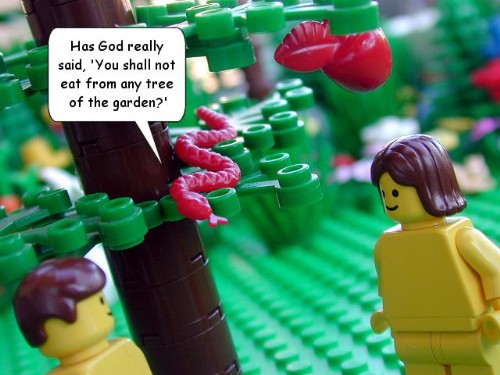 Has God really
said, 'You shall not
eat from any tree
of the garden?'